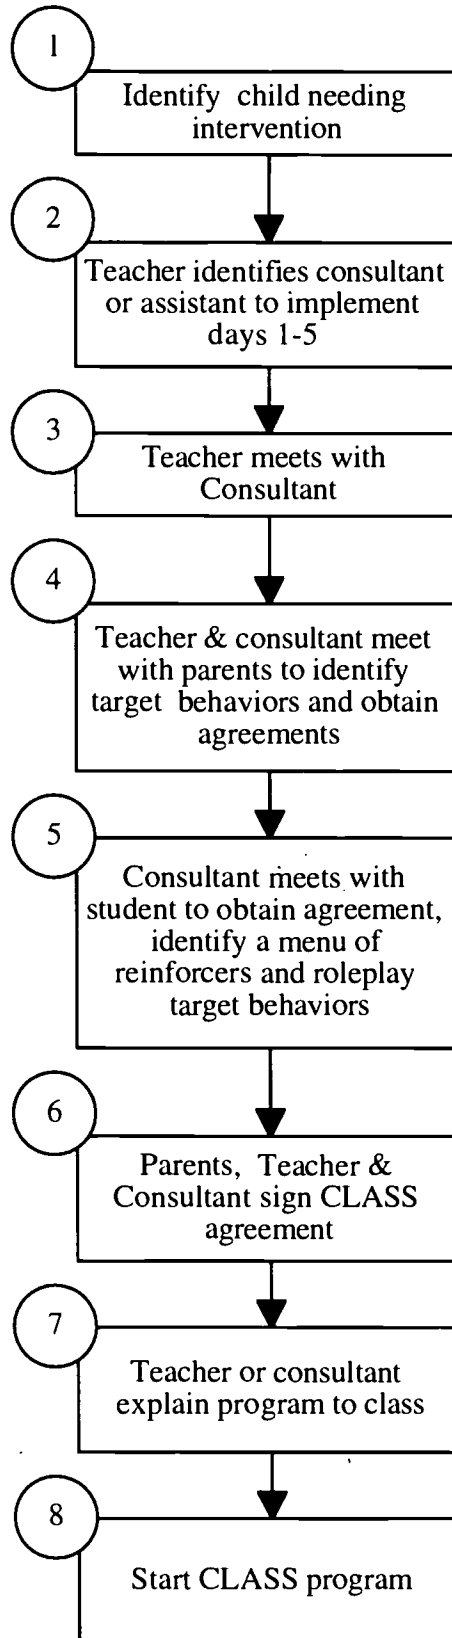 1
Identify child needing
intervention
2
Teacher identifies consultant
or assistant to implement
days 1-5
3
Teacher meets with
Consultant
4
Teacher & consultant meet
with parents to identify
target behaviors and obtain
agreements
5
Consultant meets with
student to obtain agreement,
identify a menu of
reinforcers and roleplay
target behaviors
6
Parents, Teacher &
Consultant sign CLASS
agreement
7
Teacher or consultant
explain program to class
8
Start CLASS program